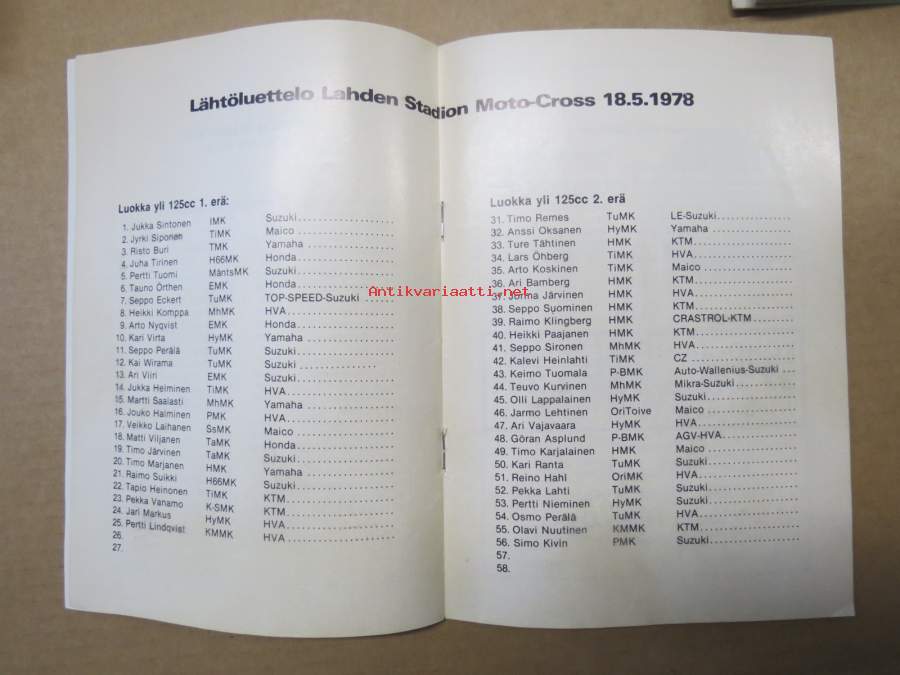 Lähtöluettelo Lahden Stadion Moto-Cross 18.5.1978
Luokka yli 125cc 1. erä:
1. Jukka Sintonen IMK Suzuki
2. Jyrki Siponen TiMK Maico
3. Risto Buri TMK Yamaha
4. Juha Tirinen H66MK Honda
5. Pertti Tuomi MäntsMK Suzuki
6. Tauno Örthen EMK Honda
7. Seppo Eckert TuMK TOP-SPEED-Suzuki
8. Heikki Komppa MhMK HVA
9. Arto Nyqvist EMK Honda
10. Kari Virta HyMK Yamaha
11. Seppo Perälä TuMK Suzuki
12. Kai Wirama TuMK Suzuki
13. Ari Viiri EMK Suzuki
14. Jukka Helminen TiMK HVA
15. Martti Saalasti MhMK Yamaha
16. Jouko Halminen PMK HVA
17. Veikko Laihanen SsMK Maico
18. Matti Viljanen TaMK Honda
19. Timo Järvinen TaMK Suzuki
20. Timo Marjanen HMK Yamaha
21. Raimo Suikki H66MK Suzuki
22. Tapio Heinonen TiMK KTM
23. Pekka Vanamo K-SMK KTM
24. Jari Markus HyMK HVA
25. Pertti Lindqvist KMMK HVA
26.
27.
Luokka yli 125cc 2. erä
31. Timo Remes TuMK LE-Suzuki
32. Anssi Oksanen HyMK Yamaha
33. Ture Tähtinen HMK KTM
34. Lars Öhberg TiMK HVA
35. Arto Koskinen TiMK Maico
36. Ari Bamberg HMK KTM
37. Jorma Järvinen HMK HVA
38. Seppo Suominen HMK KTM
39. Raimo Klingberg HMK CRASTROL-KTM
40. Heikki Paajanen HMK KTM
41. Seppo Sironen MhMK HVA
42. Kalevi Heinlahti TiMK CZ
43. Keimo Tuomala P-BMK Auto-Wallenius-Suzuki
44. Teuvo Kurvinen MhMK Mikra-Suzuki
45. Olli Lappalainen HyMK Suzuki
46. Jarmo Lehtinen OriToive Maico
47. Ari Vajavaara HyMK HVA
48. Göran Asplund P-BMK AGV-HVA
49. Timo Karjalainen HMK Maico
50. Kari Ranta TuMK Suzuki
51. Reino Hahl OriMK HVA
52. Pekka Lahti TuMK Suzuki
53. Pertti Nieminen HyMK Suzuki
54. Osmo Perälä TuMK HVA
55. Olavi Nuutinen KMMK KTM
56. Simo Kivin PMK Suzuki
57.
58.
Antikvariaatti.net